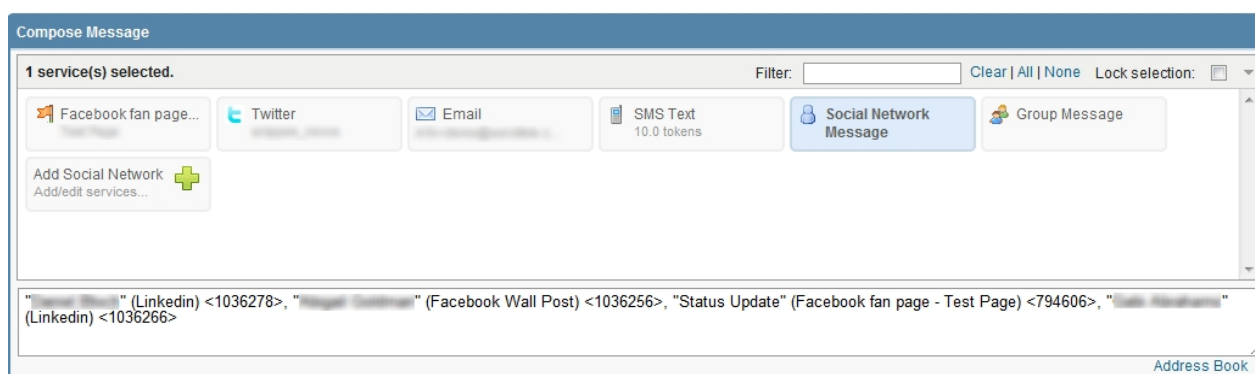 Compose Message
1 service(s) selected. Filter: Clear | All | None Lock selection:
Facebook fan page... Twitter Email SMS Text Social Network Group Message
10.0 tokens Message
Add Social Network
Add/edit services...
" " (Linkedin) <1036278>, " " (Facebook Wall Post) <1036256>, "Status Update" (Facebook fan page - Test Page) <794606>, " "
(Linkedin) <1036266>
Address Book